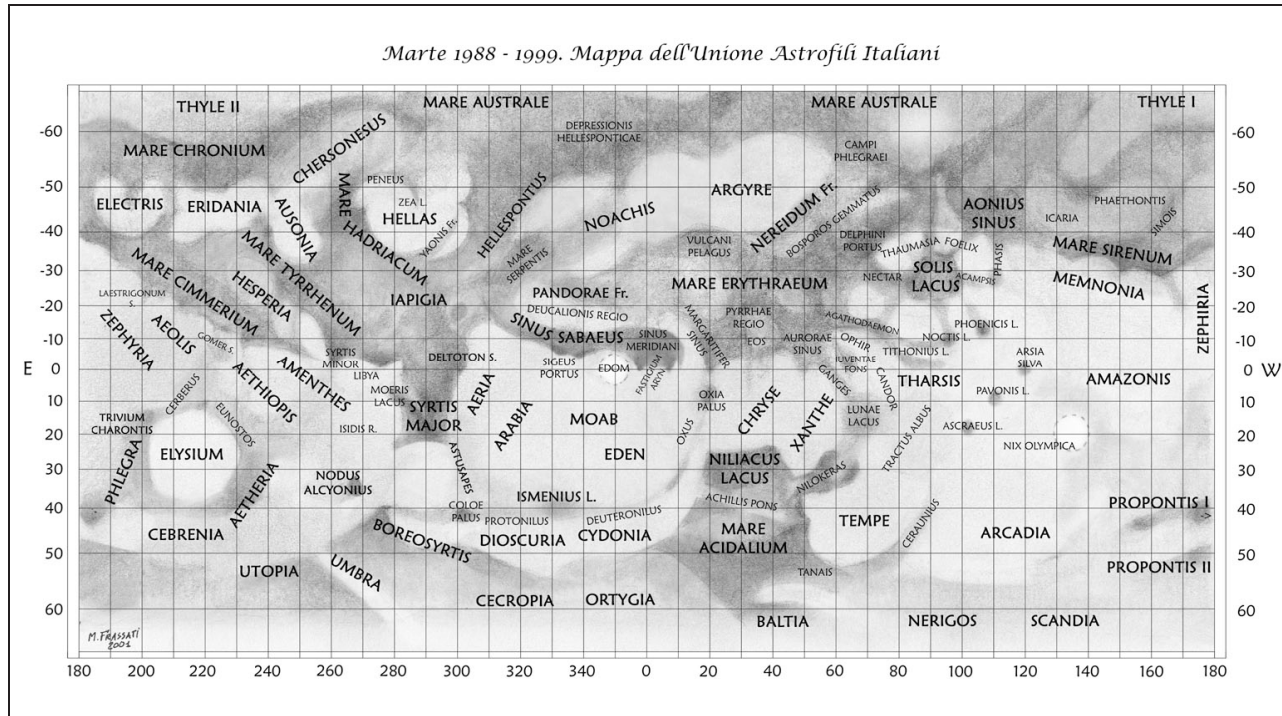 Marte 1988 - 1999. Mappa dell'Unione Astrofili Italiani
THYLE II
MARE AUSTRALE
MARE AUSTRALE
THYLE I
-60
DEPRESSIONIS
HELLESPONTICAE
-60
MARE CHRONIUM
CHERSONESUS
CAMPI
PHLEGRAEI
-50
PENEUS
-50
ELECTRIS
ERIDANIA
AUSONIA
MARE HADRIACUM
ZEA L.
HELLAS
YAONIS Fr.
HELLESPONTUS
NOACHIS
ARGYRE
NEREIDUM Fr.
BOSPOROS GEMMATUS
AONIUS
SINUS
ICARIA
PHAETHONTIS
SIMOIS
-40
MARE TYRRHENUM
MARE
SERPENTIS
VULCANI
PELAGUS
DELPHINI
PORTUS
THAUMASIA FOELIX
PHASIS
MARE SIRENUM
-40
-30
MARE CIMMERIUM
HESPERIA
IAPIGIA
PANDORAE Fr.
MARE ERYTHRAEUM
NECTAR
SOLIS
LACUS
ACAMPSIS
MEMNONIA
-30
LAESTRIGONUM
S.
-20
DEUCALIONIS REGIO
MARGARITIFER
SINUS
PYRRHAE
REGIO
AGATHODAEMON
PHOENICIS L.
ZEPHIRIA
-20
ZEPHYRIA
AEOLIS
GOMER S.
SINUS SABAEUS
SINUS
MERIDIANI
EOS
AURORAE
SINUS
OPHIR
NOCTIS L.
-10
AETHIOPIS
AMENTHES
SYRTIS
MINOR
DELTOTON S.
SIGEUS
PORTUS
EDOM
FASTIGIUM
ARYN
IUVENTAE
FONS
TITHONIUS L.
ARSIA
SILVA
-10
E
0
CERBERUS
LIBYA
MOERIS
LACUS
AERIA
ARABIA
GANGES
CANDOR
THARSIS
PAVONIS L.
AMAZONIS
0
W
10
TRIVIUM
CHARONTIS
EUNOSTOS
ISIDIS R.
SYRTIS
MAJOR
MOAB
OXIA
PALUS
OXUS
CHRYSE
XANTHE
LUNAE
LACUS
TRACTUS ALBUS
ASCRAEUS L.
10
20
PHLEGRA
ELYSIUM
ASTUSAPES
EDEN
NIX OLYMPICA
20
30
AETHERIA
NODUS
ALCYONIUS
NILIACUS
LACUS
NILOKERAS
30
40
COLOE
PALUS
ISMENIUS L.
ACHILLIS PONS
PROPONTIS I
40
CEBRENIA
BOREOSYRTIS
PROTONILUS
DEUTERONILUS
DIOSCURIA
CYDONIA
MARE
ACIDALIUM
TEMPE
CERAUNIUS
ARCADIA
50
UTOPIA
UMBRA
TANAIS
PROPONTIS II
50
60
CECROPIA
ORTYGIA
BALTIA
NERIGOS
SCANDIA
60
M. FRASSATI
2001
180 200 220 240 260 280 300 320 340 0 20 40 60 80 100 120 140 160 180